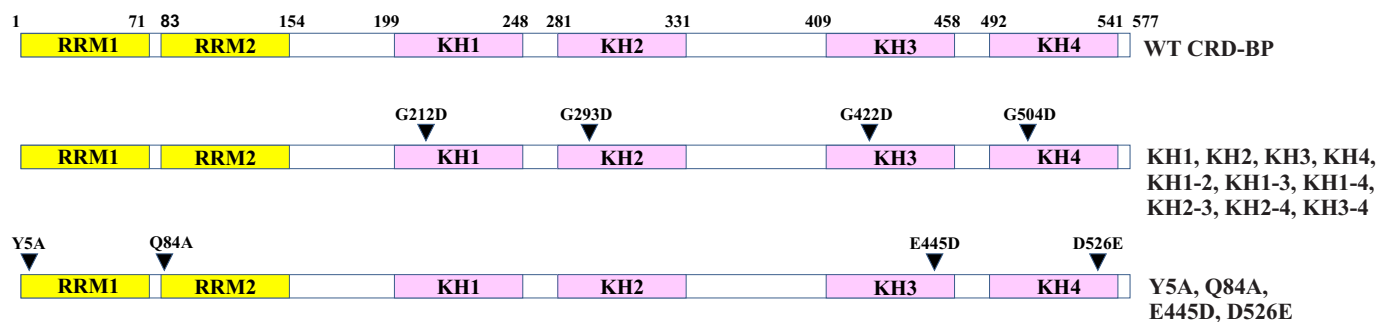 1 71 83 154 199 248 281 331 409 458 492 541 577
RRM1 RRM2 KH1 KH2 KH3 KH4 WT CRD-BP
G212D G293D G422D G504D
RRM1 RRM2 KH1 KH2 KH3 KH4 KH1, KH2, KH3, KH4,
KH1-2, KH1-3, KH1-4,
KH2-3, KH2-4, KH3-4
Y5A Q84A E445D D526E
RRM1 RRM2 KH1 KH2 KH3 KH4 Y5A, Q84A,
E445D, D526E